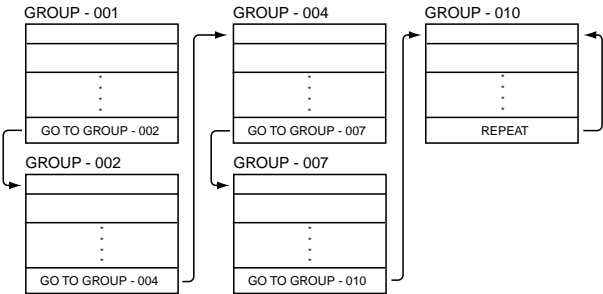 GROUP - 001
GO TO GROUP - 002
GROUP - 002
GO TO GROUP - 004
GROUP - 004
GO TO GROUP - 007
GROUP - 007
GO TO GROUP - 010
GROUP - 010
REPEAT